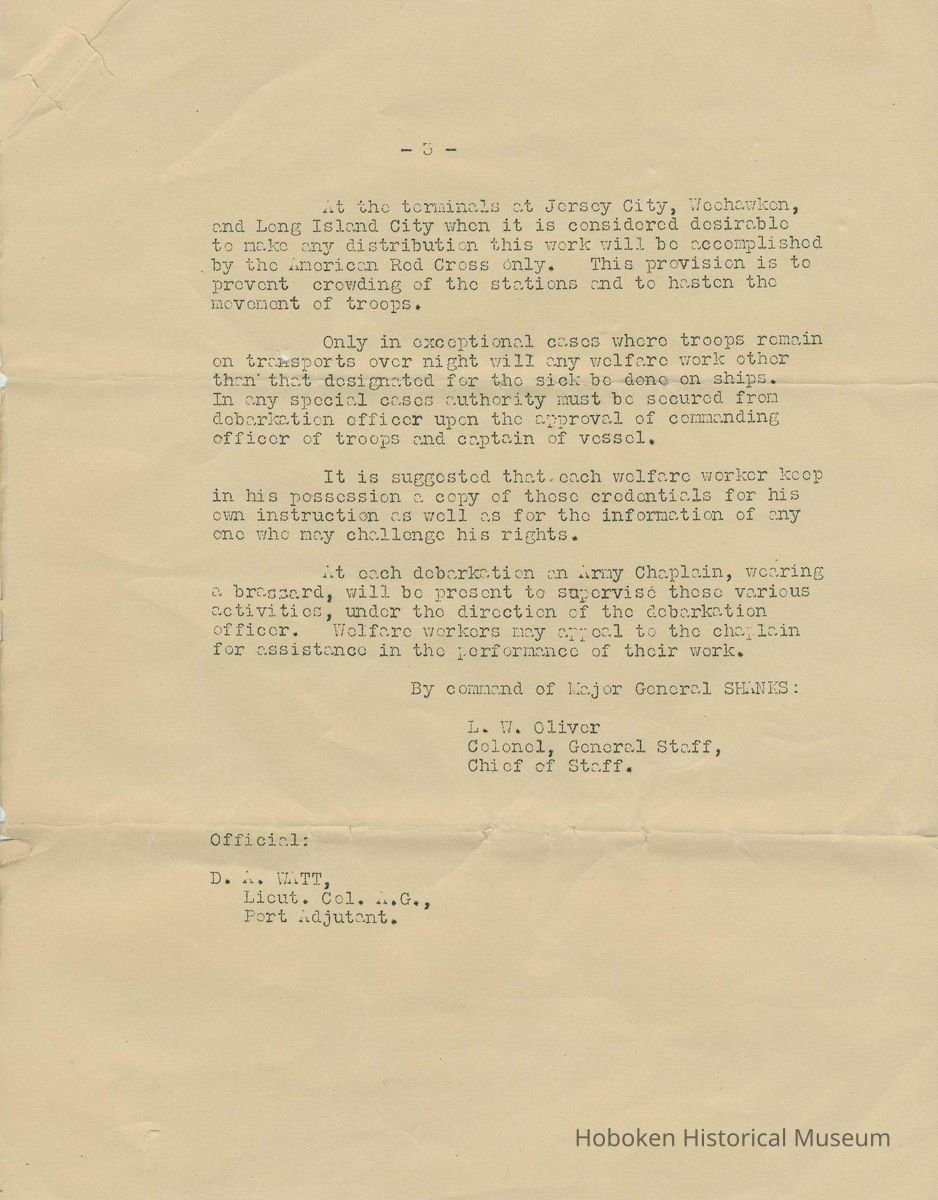 - 3 -
At the terminals at Jersey City, Weehawken,
and Long Island City when it is considered desirable
to make any distribution this work will be accomplished
by the American Red Cross only. This provision is to
prevent crowding of the stations and to hasten the
movement of troops.
Only in exceptional cases where troops remain
on transports over night will any welfare work other
than that designated for the sick be done on ships.
In any special cases authority must be secured from
debarkation officer upon the approval of commanding
officer of troops and captain of vessel.
It is suggested that each welfare worker keep
in his possession a copy of these credentials for his
own instruction as well as for the information of any
one who may challenge his rights.
At each debarkation an Army Chaplain, wearing
a brassard, will be present to supervise these various
activities, under the direction of the debarkation
officer. Welfare workers may appeal to the chaplain
for assistance in the performance of their work.
By command of Major General SHANKS:
L. W. Oliver
Colonel, General Staff,
Chief of Staff.
Official:
D. A. WATT,
Lieut. Col. A.G.,
Port Adjutant.
Hoboken Historical Museum